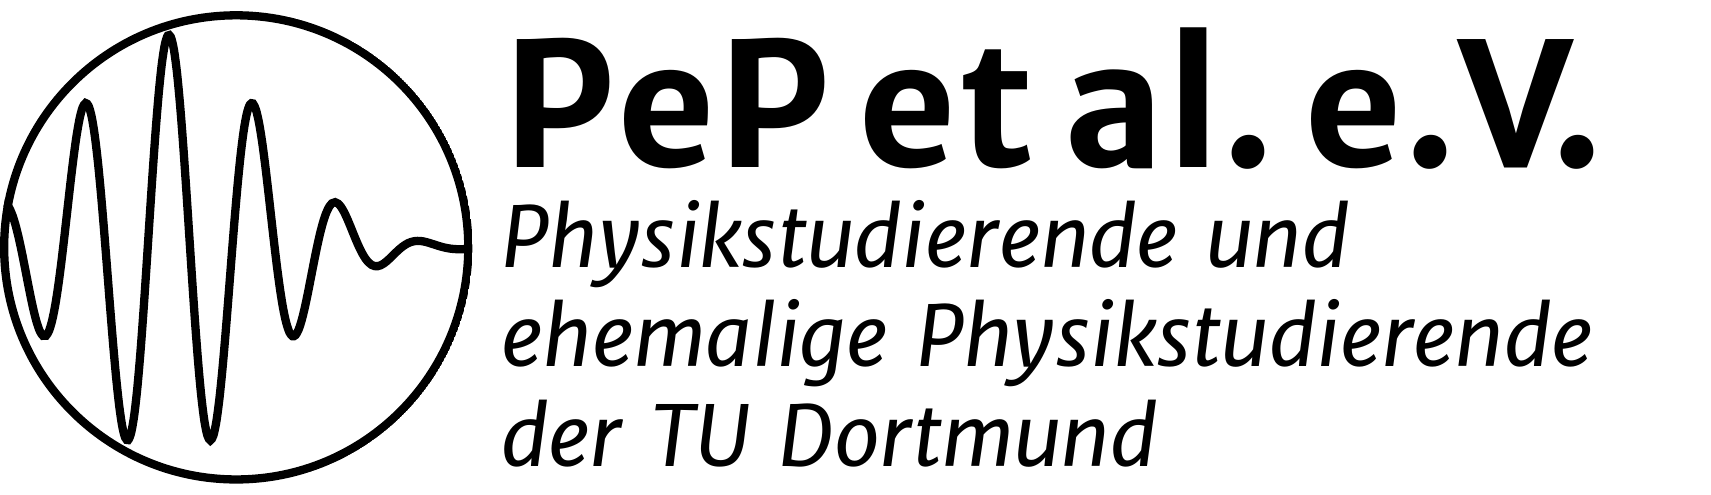 PeP et al. e.V.
Physikstudierende und
ehemalige Physikstudierende
der TU Dortmund